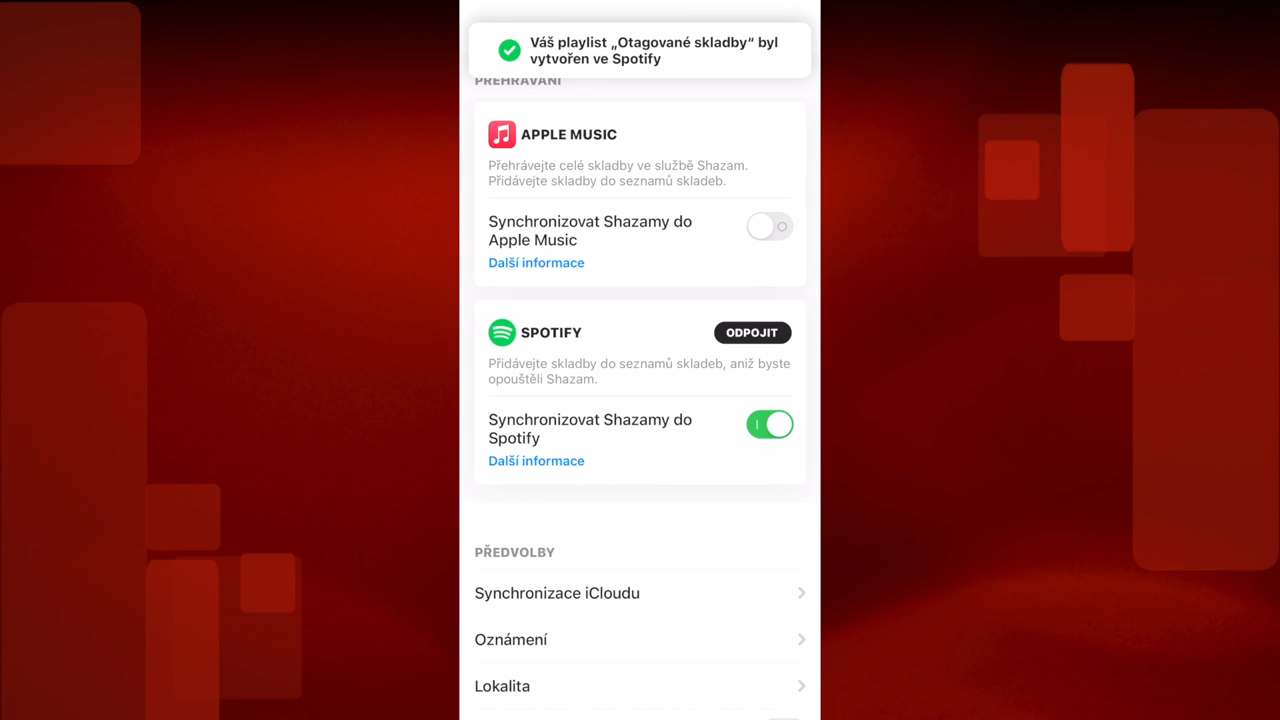 Váš playlist „Otagované skladby“ byl
vytvořen ve Spotify
PŘEHRÁVÁNÍ
APPLE MUSIC
Přehrávejte celé skladby ve službě Shazam.
Přidávejte skladby do seznamů skladeb.
Synchronizovat Shazamy do
Apple Music
Další informace
SPOTIFY
ODPOJIT
Přidávejte skladby do seznamů skladeb, aniž byste
opouštěli Shazam.
Synchronizovat Shazamy do
Spotify
Další informace
PŘEDVOLBY
Synchronizace iCloudu
Oznámení
Lokalita